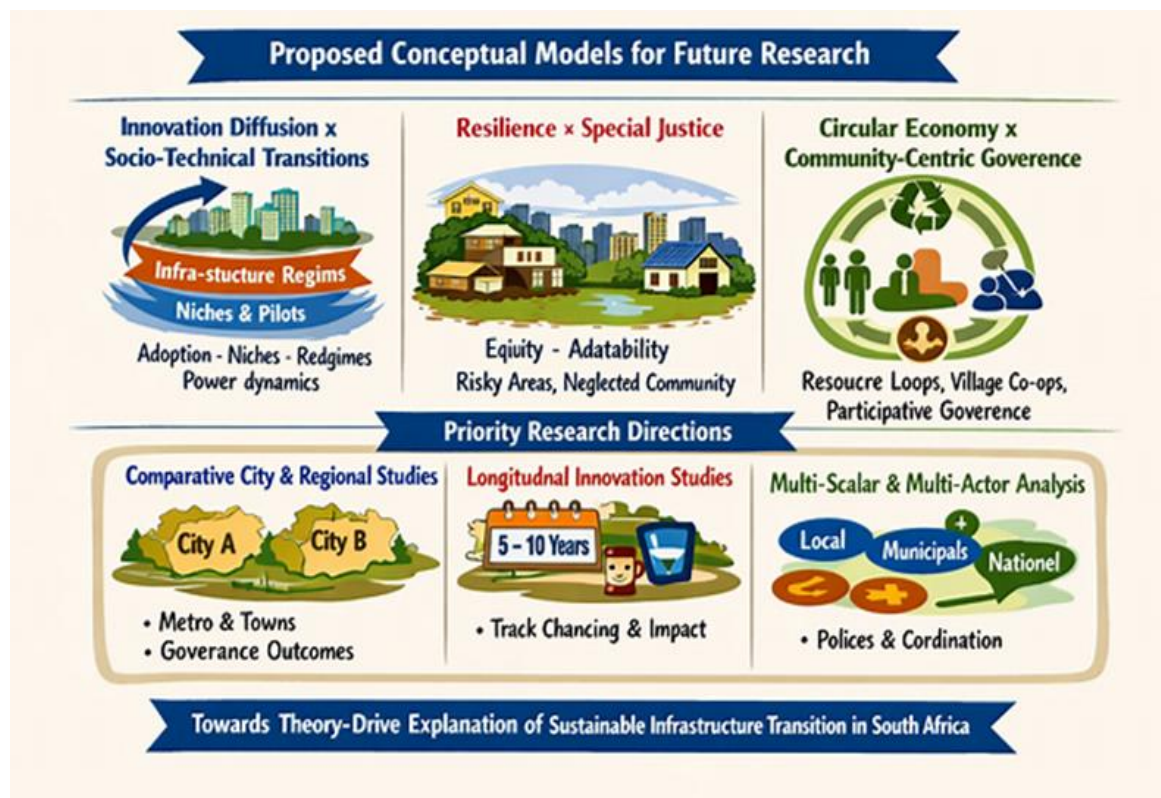 Proposed Conceptual Models for Future Research
Innovation Diffusion x
Socio-Technical Transitions
Infra-stucture Regims
Niches & Pilots
Adoption - Niches - Redgimes
Power dynamics
Resilience × Special Justice
Eqiuty - Adatability
Risky Areas, Neglected Community
Circular Economy x
Community-Centric Goverence
Resoucre Loops, Village Co-ops,
Participative Goverence
Priority Research Directions
Comparative City & Regional Studies
City A
City B
• Metro & Towns
• Goverance Outcomes
Longitudnal Innovation Studies
5 – 10 Years
• Track Chancing & Impact
Multi-Scalar & Multi-Actor Analysis
Local
Municipals
Nationel
• Polices & Cordination
Towards Theory-Drive Explanation of Sustainable Infrastructure Transition in South Africa